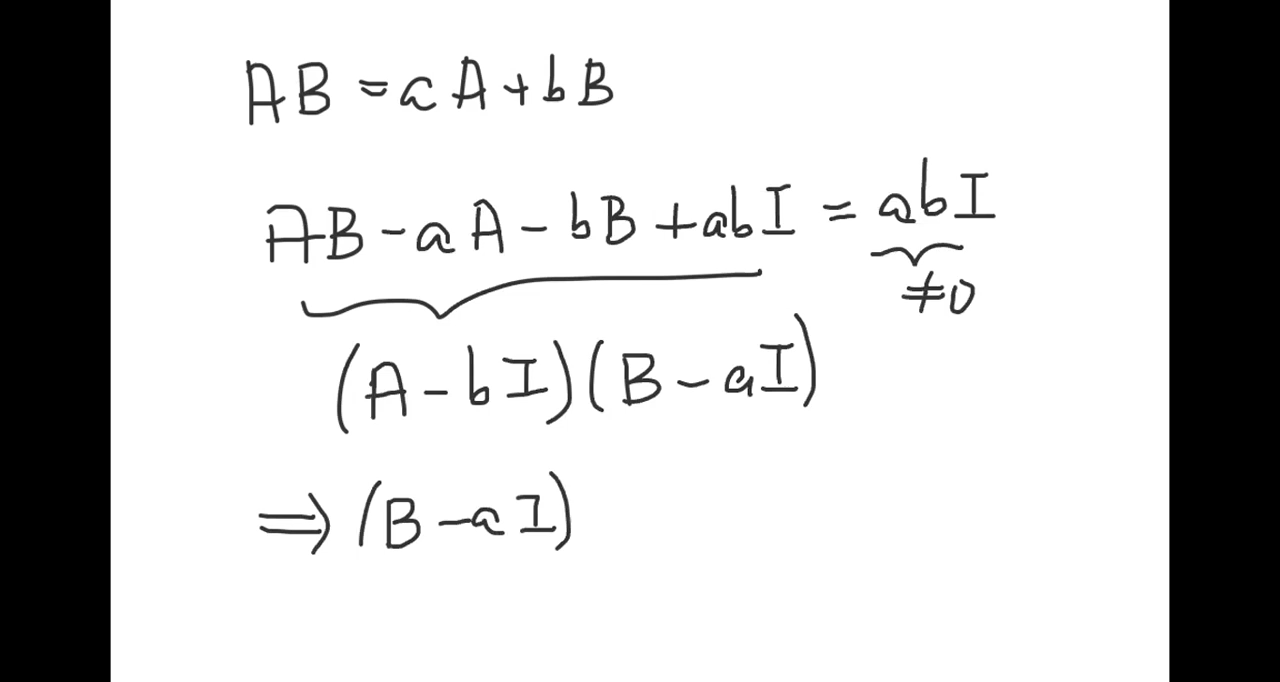 AB = aA + bB
AB - aA - bB + abI = abI
≠0
(A - bI)(B - aI)
⟹ (B - aI)